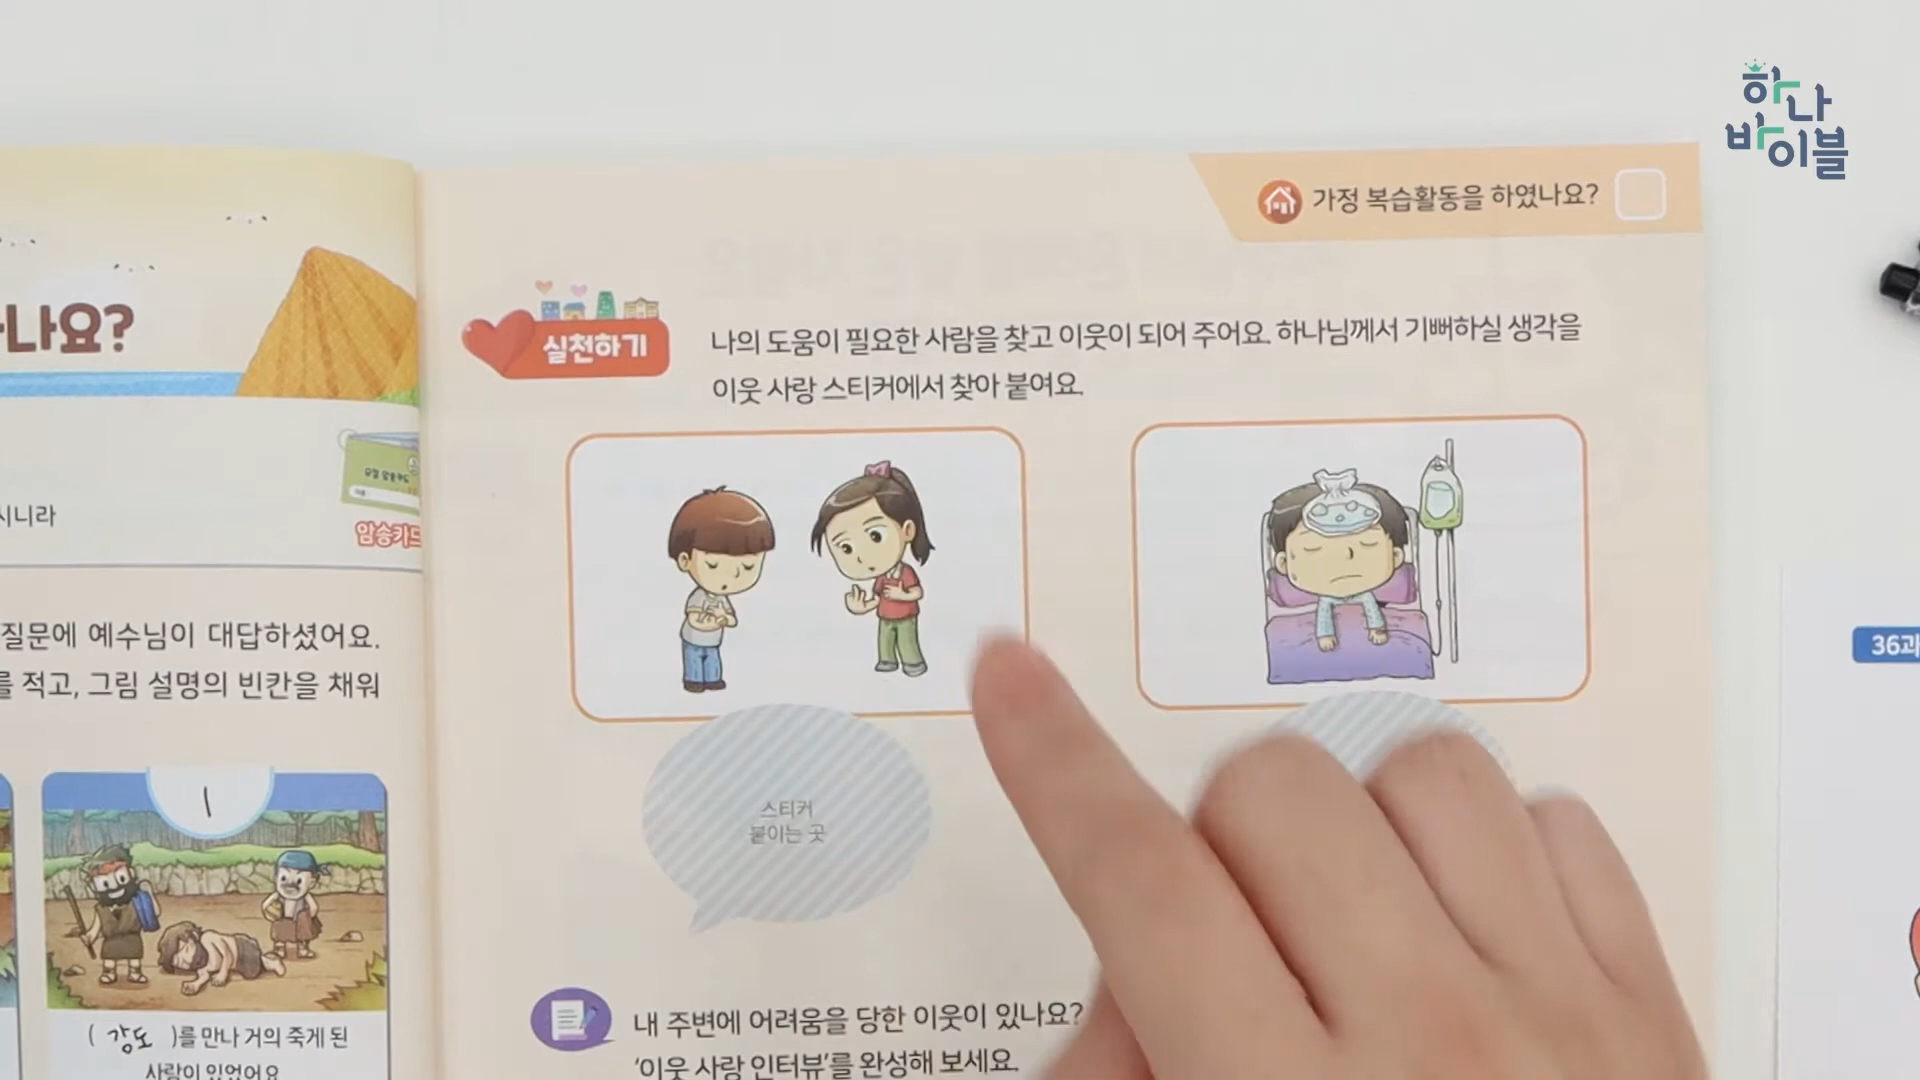 하나
바이블
가정 복습활동을 하였나요?
실천하기
나의 도움이 필요한 사람을 찾고 이웃이 되어 주어요. 하나님께서 기뻐하실 생각을
이웃 사랑 스티커에서 찾아 붙여요.
나요?
시니라
암송카드
질문에 예수님이 대답하셨어요.
를 적고, 그림 설명의 빈칸을 채워
1
( 강도 )를 만나 거의 죽게 된
사람이 있었어요
스티커
붙이는 곳
내 주변에 어려움을 당한 이웃이 있나요?
'이웃 사랑 인터뷰'를 완성해 보세요.
36과